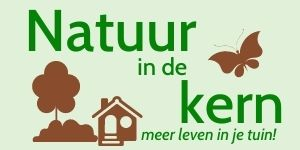 Natuur
in de
kern
meer leven in je tuin!